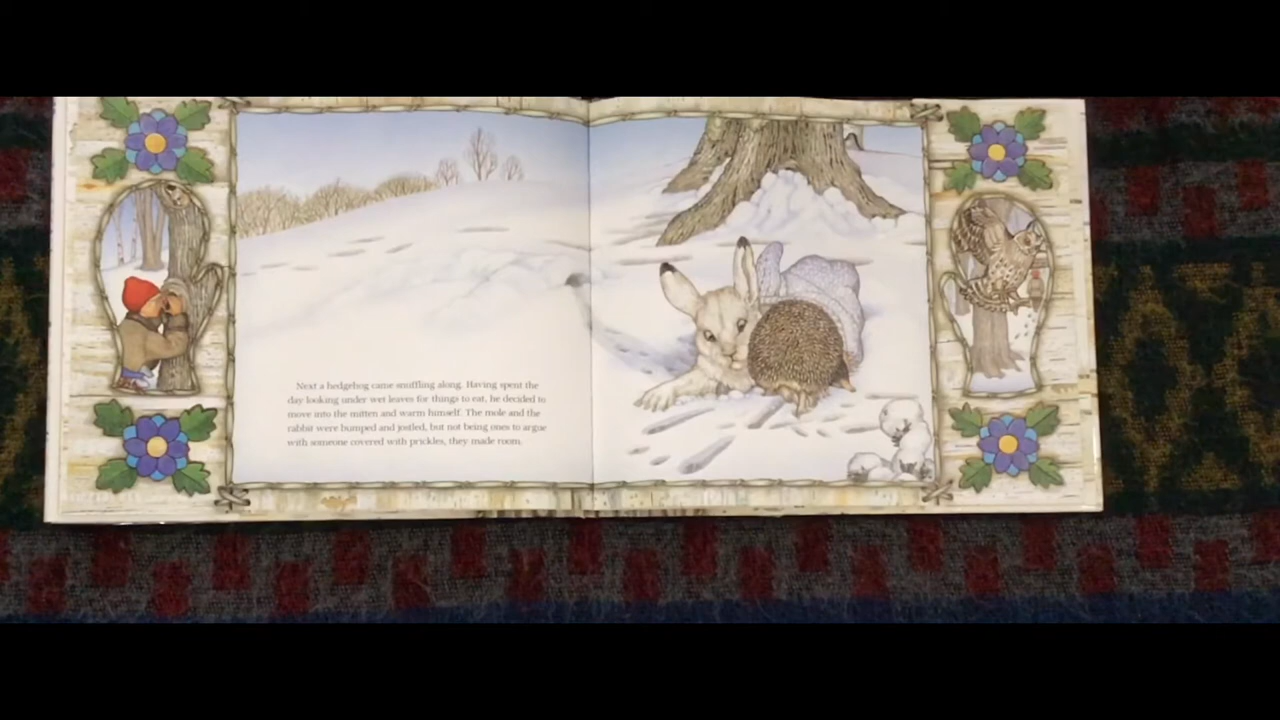 Next a hedgehog came snuffling along. Having spent the
day looking under wet leaves for things to eat, he decided to
move into the mitten and warm himself. The mole and the
rabbit were bumped and jostled, but not being ones to argue
with someone covered with prickles, they made room.